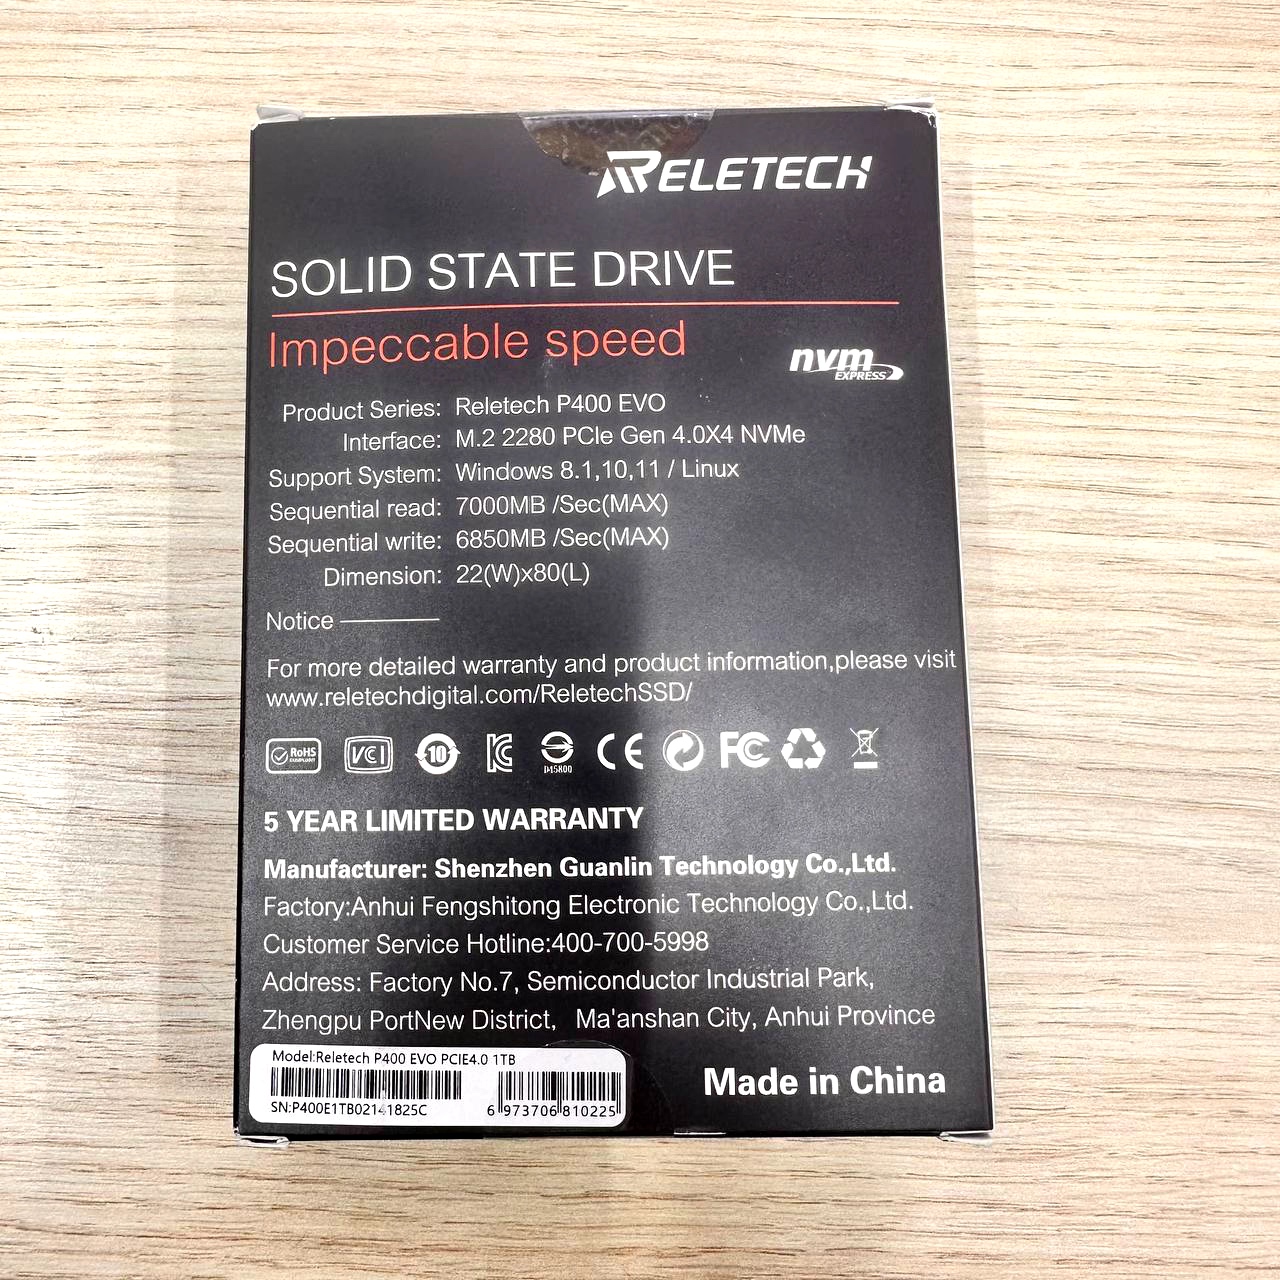 RELETECH
SOLID STATE DRIVE
Impeccable speed
nvm
EXPRESS
Product Series: Reletech P400 EVO
Interface: M.2 2280 PCIe Gen 4.0X4 NVMe
Support System: Windows 8.1,10,11 / Linux
Sequential read: 7000MB /Sec(MAX)
Sequential write: 6850MB /Sec(MAX)
Dimension: 22(W)x80(L)
Notice
For more detailed warranty and product information,please visit
www.reletechdigital.com/ReletechSSD/
RoHS VCI 10 CE FC
5 YEAR LIMITED WARRANTY
Manufacturer: Shenzhen Guanlin Technology Co.,Ltd.
Factory:Anhui Fengshitong Electronic Technology Co.,Ltd.
Customer Service Hotline:400-700-5998
Address: Factory No.7, Semiconductor Industrial Park,
Zhengpu PortNew District, Ma'anshan City, Anhui Province
Model:Reletech P400 EVO PCIE4.0 1TB
SN:P400E1TB02141825C
6 973706 810225
Made in China